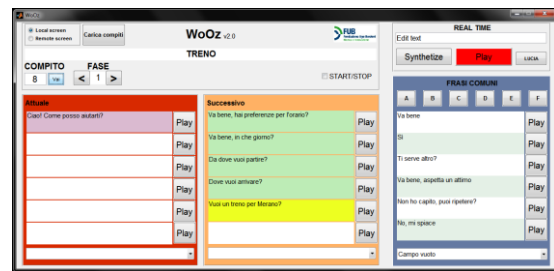 WoOz
Local screen
Remote screen
Carica compiti
WoOz v2.0
FUB
TRENO
COMPITO
FASE
8
Vai
<
1
>
START/STOP
REAL TIME
Edit text
Synthetize
Play
LUCIA
Attuale
Ciao! Come posso aiutarti?
Play
Play
Play
Play
Play
Play
Successivo
Va bene, hai preferenze per l'orario?
Play
Va bene, in che giorno?
Play
Da dove vuoi partire?
Play
Dove vuoi arrivare?
Play
Vuoi un treno per Merano?
Play
Play
FRASI COMUNI
A B C D E F
Va bene
Play
Sì
Play
Ti serve altro?
Play
Va bene, aspetta un attimo
Play
Non ho capito, puoi ripetere?
Play
No, mi spiace
Play
Campo vuoto